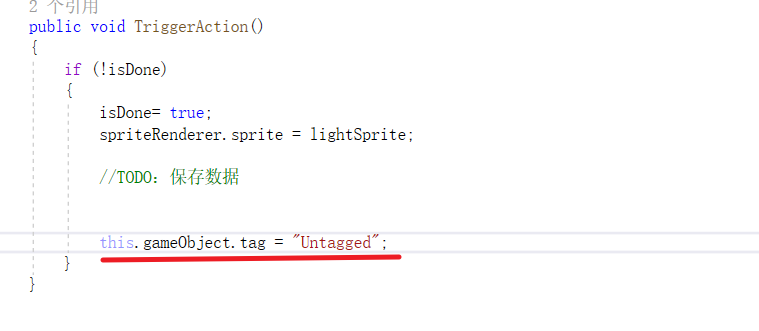 2 个引用
public void TriggerAction()
{
if (!isDone)
{
isDone= true;
spriteRenderer.sprite = lightSprite;
//TODO: 保存数据
this.gameObject.tag = "Untagged";
}
}